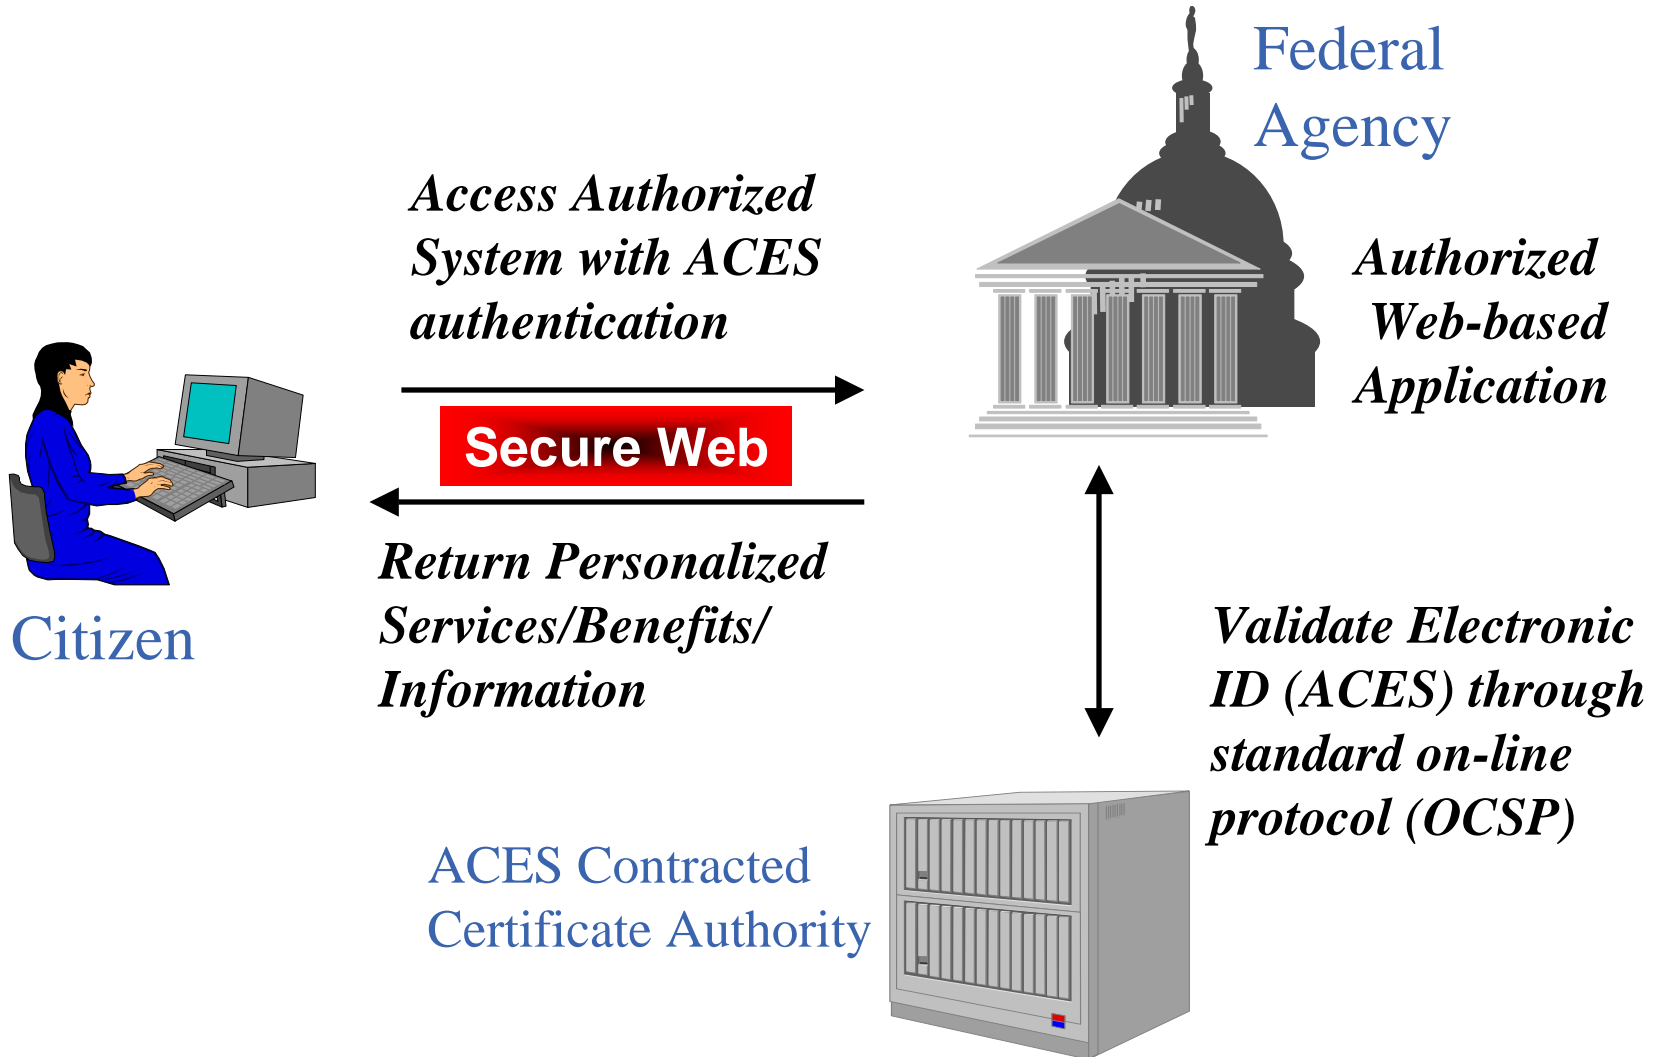 Federal
Agency
Access Authorized
System with ACES
authentication
Authorized
Web-based
Application
Secure Web
Return Personalized
Services/Benefits/
Information
Citizen
Validate Electronic
ID (ACES) through
standard on-line
protocol (OCSP)
ACES Contracted
Certificate Authority